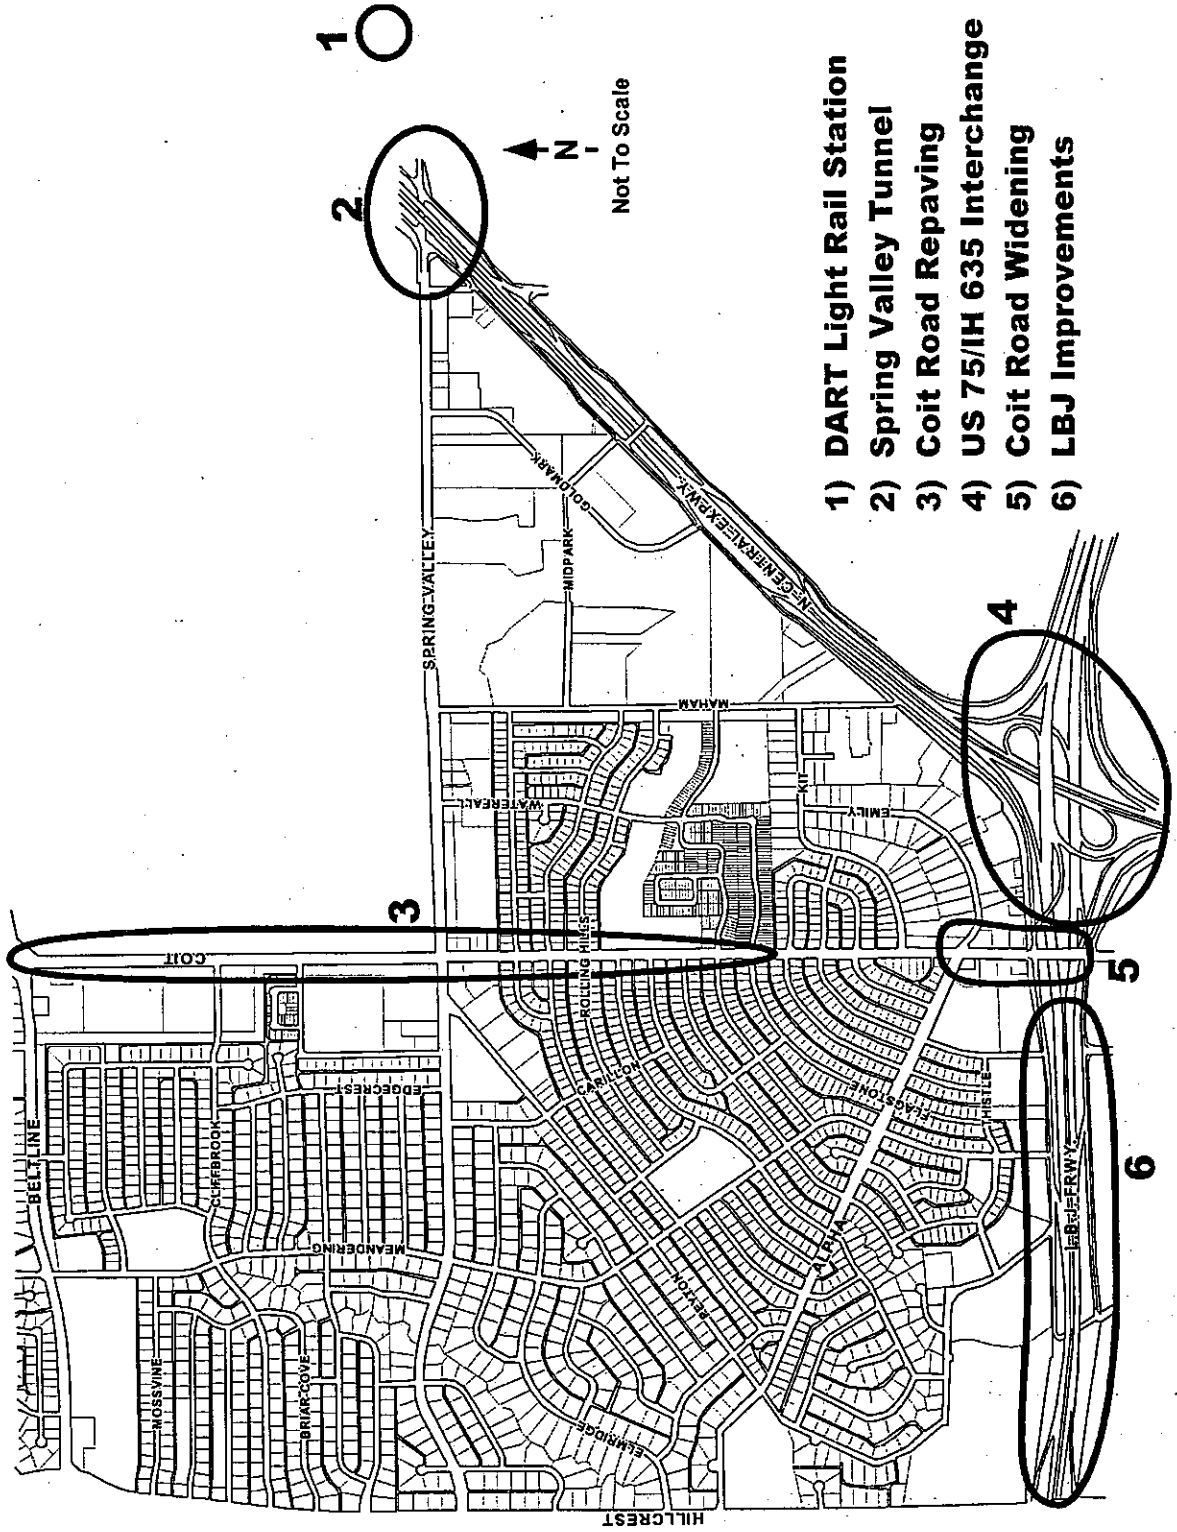 1
2
N
Not To Scale
1) DART Light Rail Station
2) Spring Valley Tunnel
3) Coit Road Repaving
4) US 75/IH 635 Interchange
5) Coit Road Widening
6) LBJ Improvements
SPRING VALLEY
GOLDMARK
MIDPARK
N CENTRAL EXPWY
MAHAM
4
WATERFALL
KIT
EMILY
3
COIT
ROLLING HILLS
5
BELTLINE
CLIFFBROOK
EDGECREST
CARILLON
FLAGSTONE
THISTLE
MEANDERING
PEYTON
ALPHA
LBJ FRWY
6
MOSSVINE
BRIAR COVE
ELMRIDGE
HILLCREST